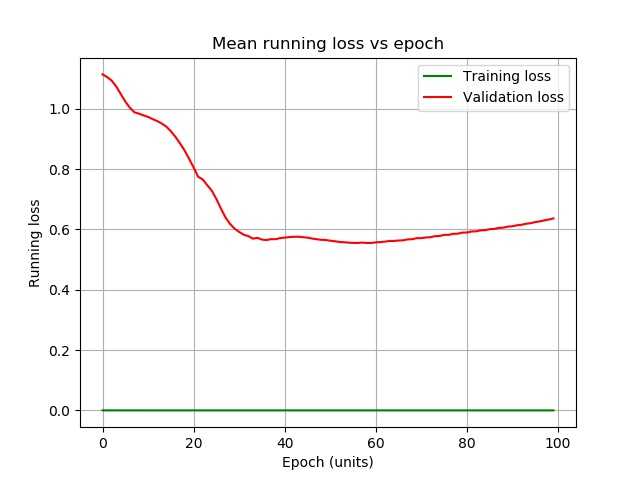 Mean running loss vs epoch
Training loss
Validation loss
1.0
0.8
0.6
0.4
0.2
0.0
Running loss
0 20 40 60 80 100
Epoch (units)